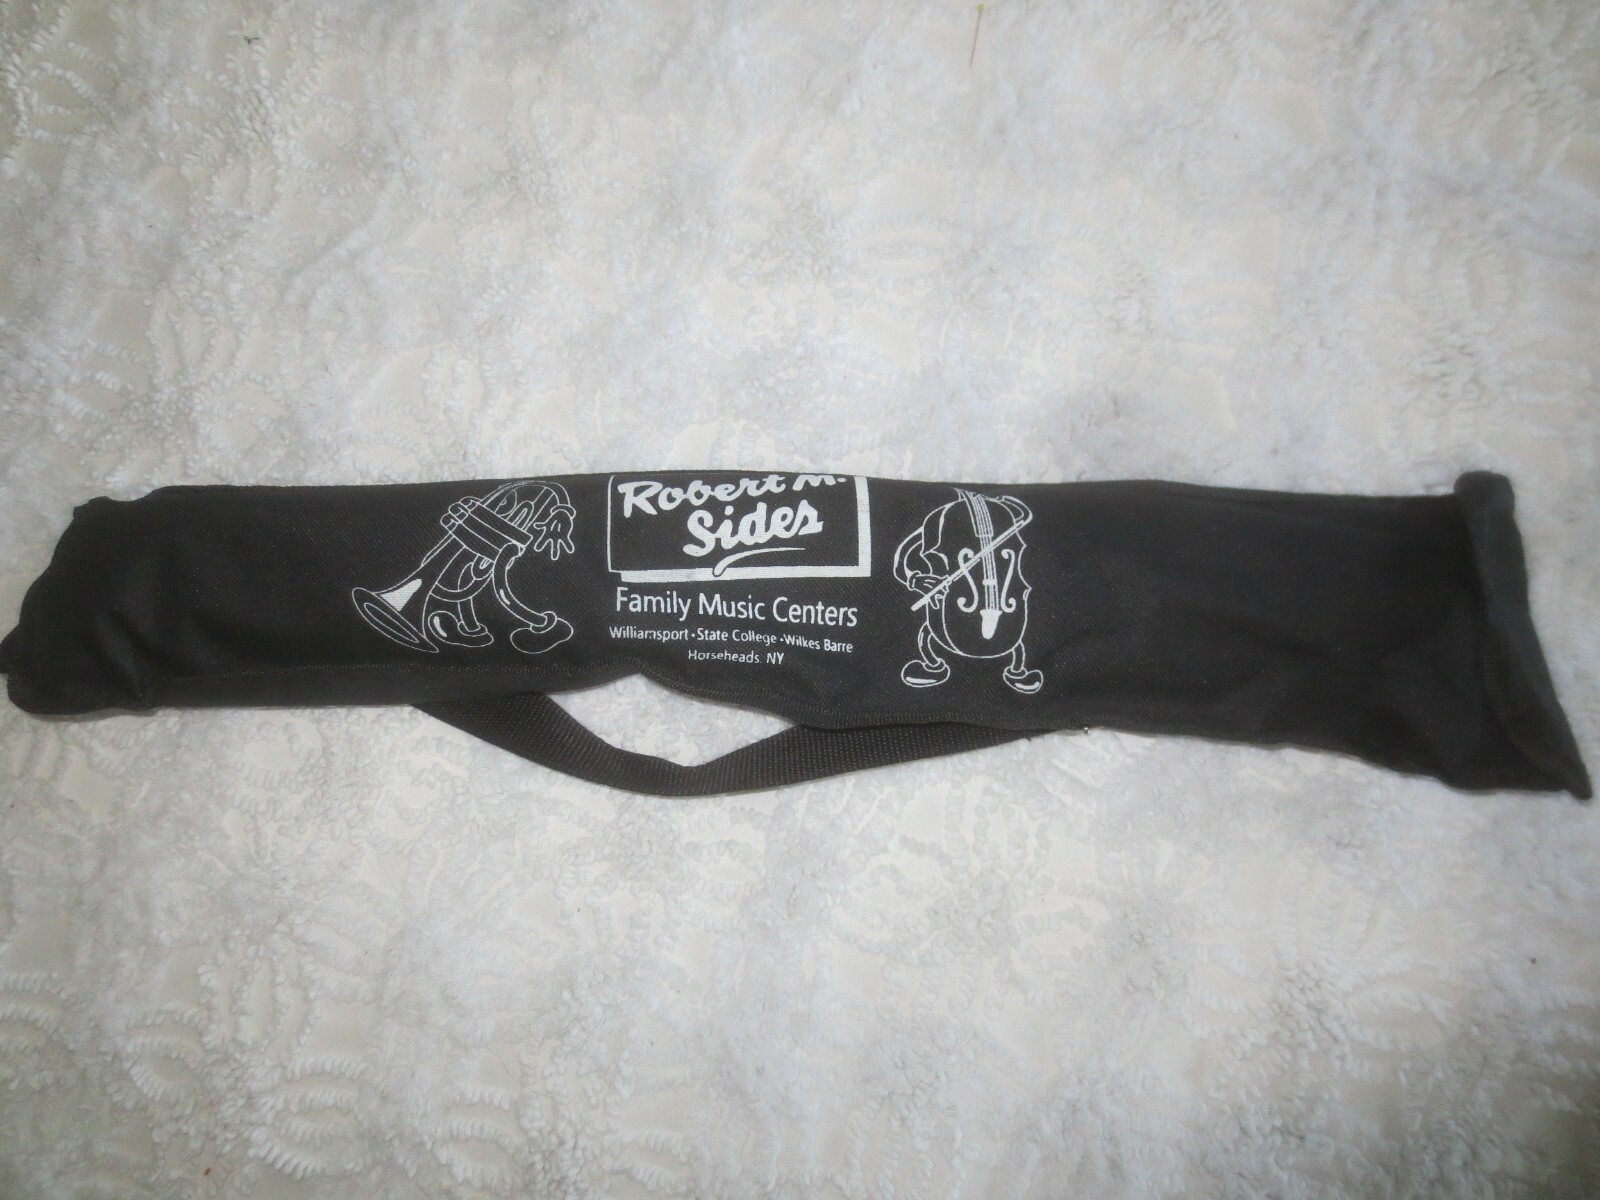 Robert M.
Sides
Family Music Centers
Williamsport • State College • Wilkes Barre
Horseheads, NY